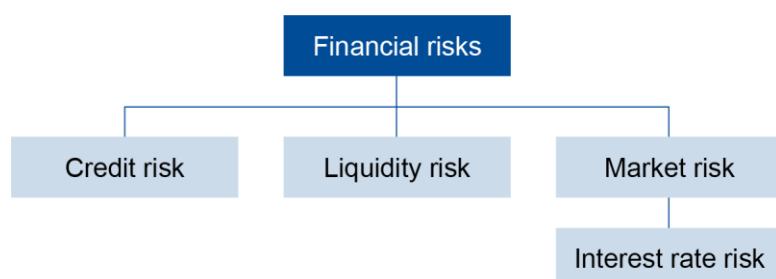 Financial risks
Credit risk
Liquidity risk
Market risk
Interest rate risk